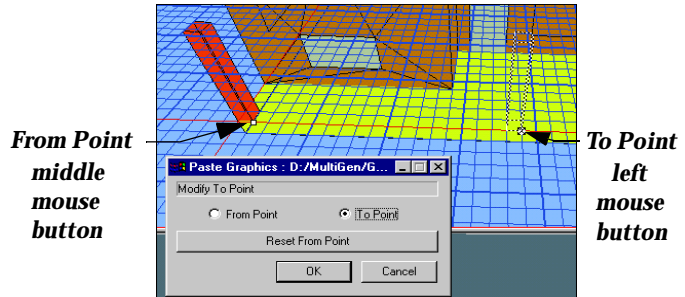 From Point
middle
mouse
button
To Point
left
mouse
button
Paste Graphics : D:/MultiGen/G...
Modify To Point
From Point
To Point
Reset From Point
OK
Cancel